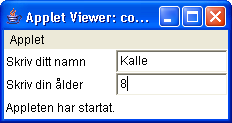 Applet Viewer: co...
Applet
Skriv ditt namn Kalle
Skriv din ålder 8
Appleten har startat.